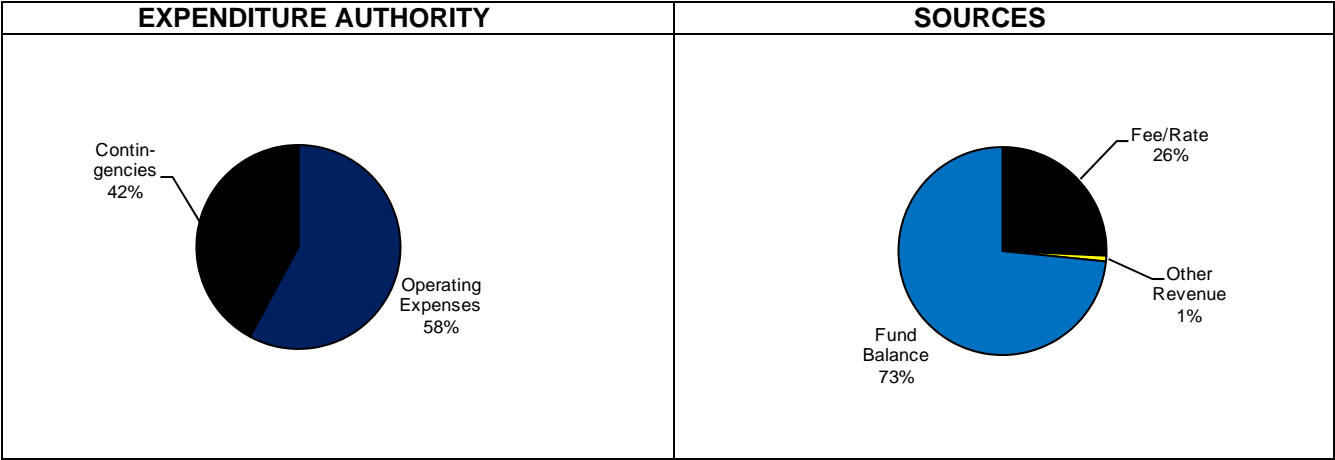 EXPENDITURE AUTHORITY
Contin-
gencies
42%
Operating
Expenses
58%
SOURCES
Fee/Rate
26%
Other
Revenue
1%
Fund
Balance
73%